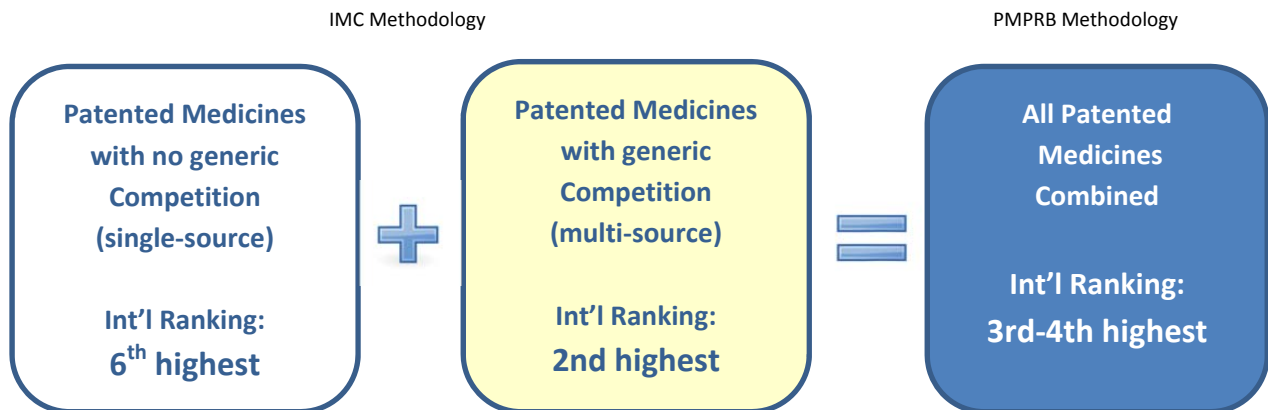 IMC Methodology
PMPRB Methodology
Patented Medicines
with no generic
Competition
(single-source)
Int'l Ranking:
6th highest
Patented Medicines
with generic
Competition
(multi-source)
Int'l Ranking:
2nd highest
All Patented
Medicines
Combined
Int'l Ranking:
3rd-4th highest